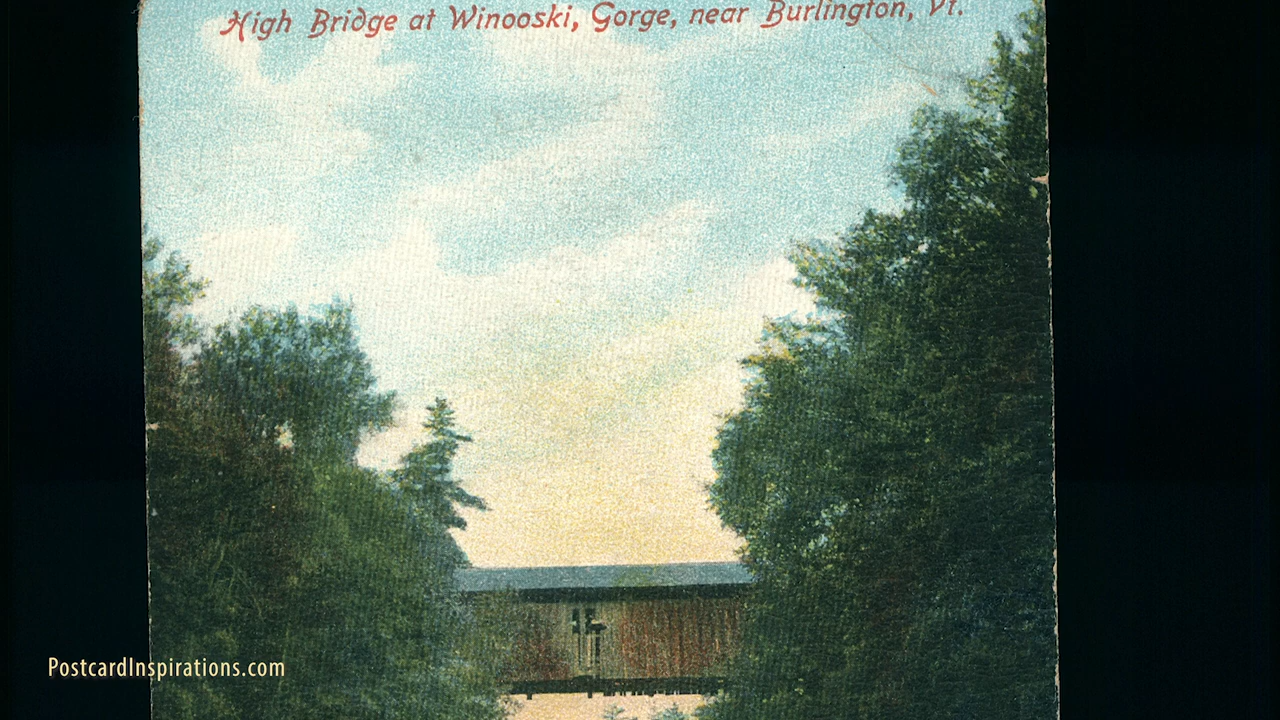 High Bridge at Winooski, Gorge, near Burlington, Vt.
PostcardInspirations.com